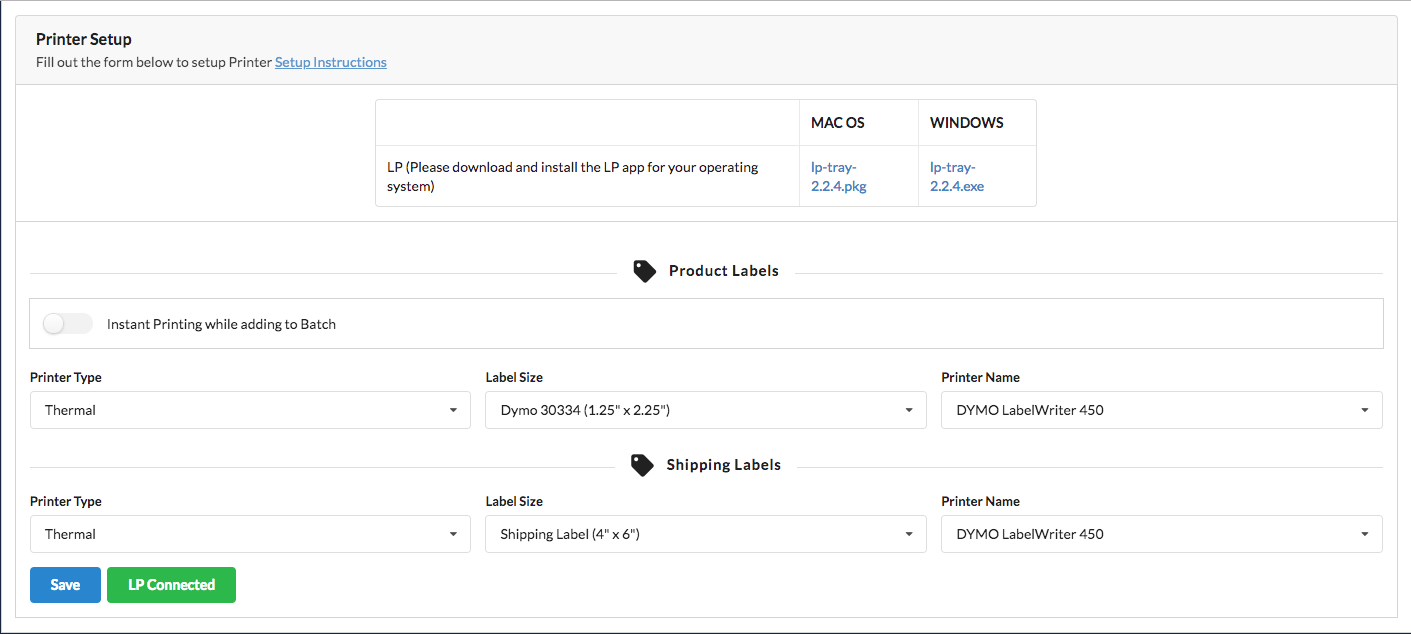 Printer Setup
Fill out the form below to setup Printer Setup Instructions
MAC OS WINDOWS
LP (Please download and install the LP app for your operating system)
lp-tray-2.2.4.pkg
lp-tray-2.2.4.exe
Product Labels
Instant Printing while adding to Batch
Printer Type Label Size Printer Name
Thermal Dymo 30334 (1.25" x 2.25") DYMO LabelWriter 450
Shipping Labels
Printer Type Label Size Printer Name
Thermal Shipping Label (4" x 6") DYMO LabelWriter 450
Save LP Connected